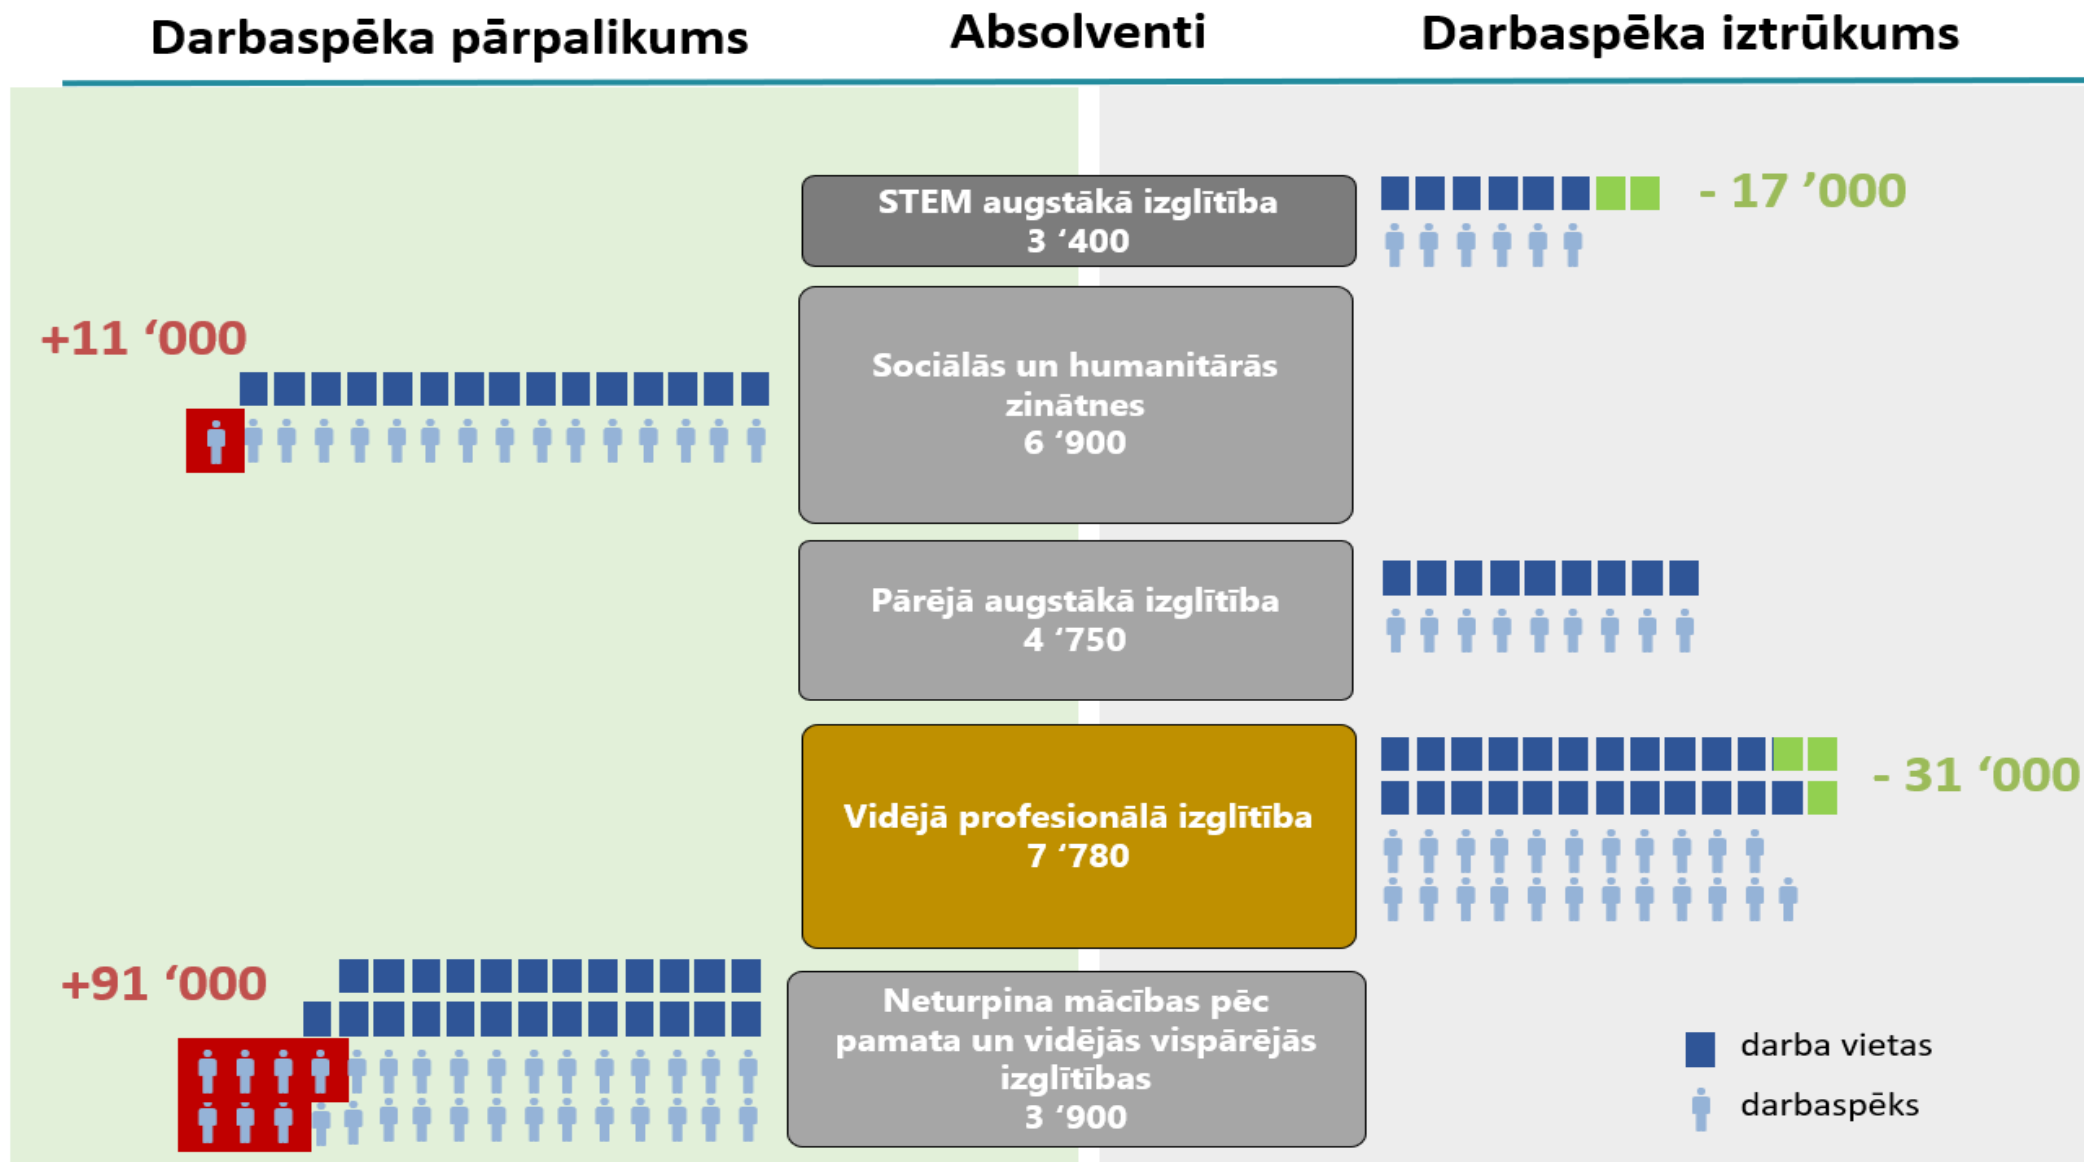 Darbaspēka pārpalikums
Absolventi
Darbaspēka iztrūkums
STEM augstākā izglītība
3 ‘400
- 17 ’000
+11 ‘000
Sociālās un humanitārās
zinātnes
6 ‘900
Pārējā augstākā izglītība
4 ‘750
Vidējā profesionālā izglītība
7 ‘780
- 31 ‘000
+91 ‘000
Neturpina mācības pēc
pamata un vidējās vispārējās
izglītības
3 ‘900
darba vietas
darbaspēks